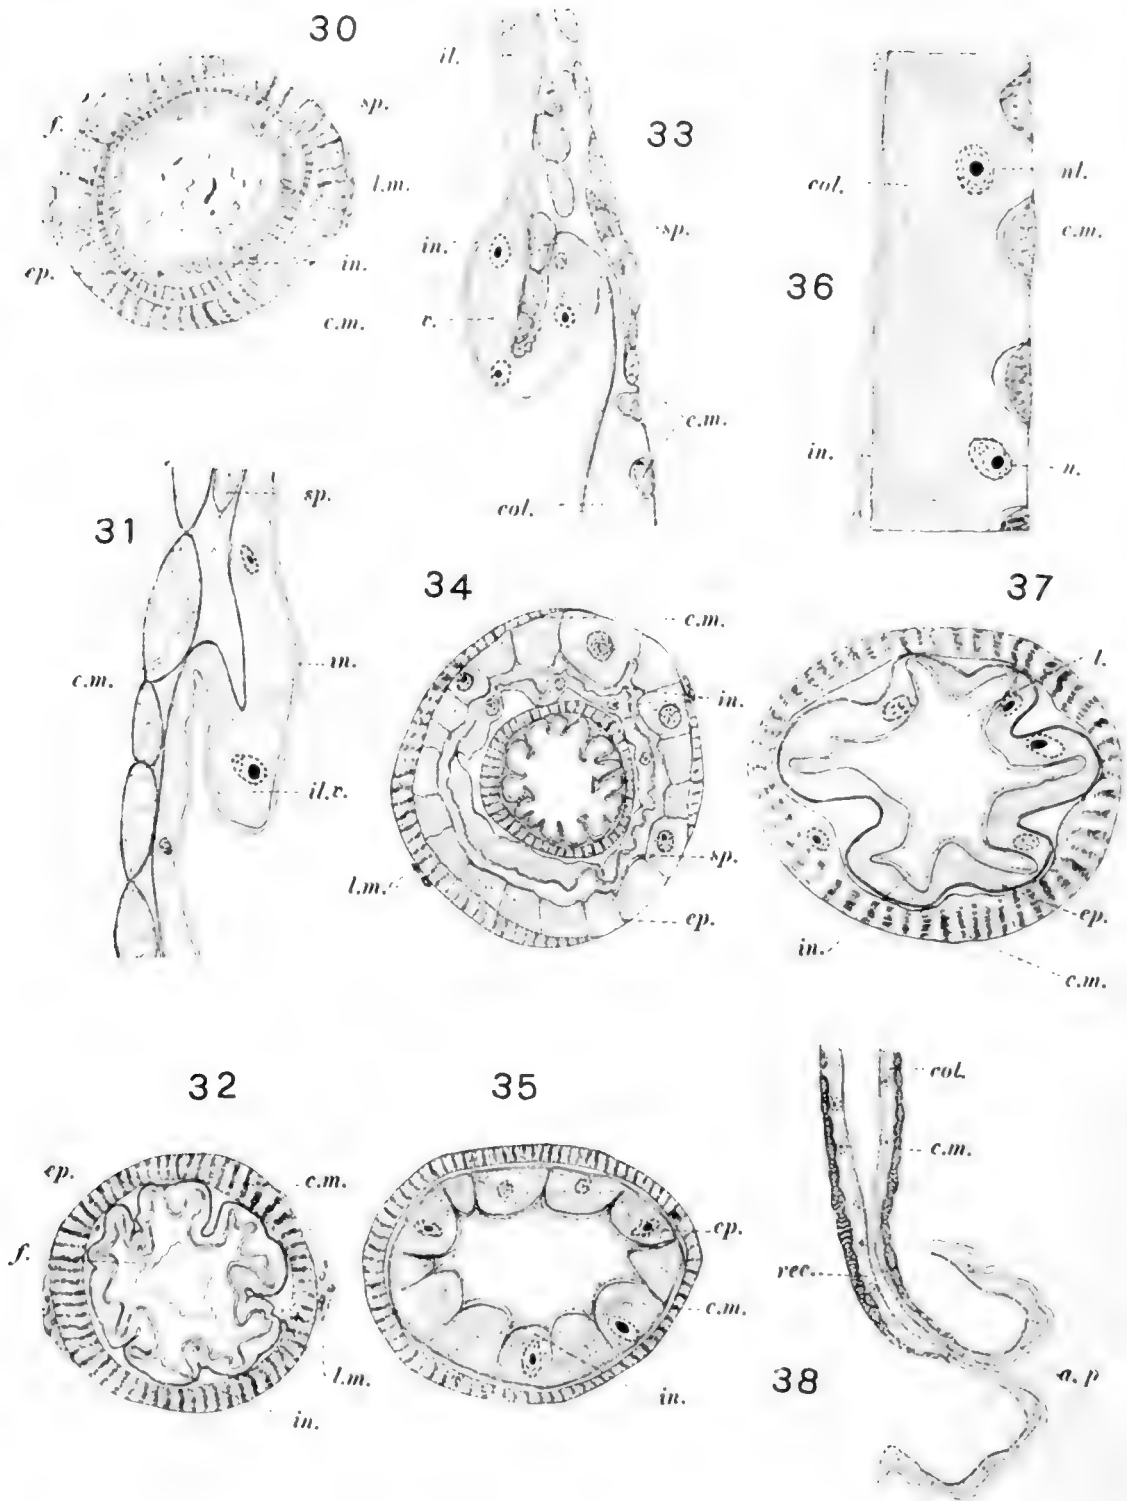 30
f.
sp.
l.m.
in.
ep.
c.m.
33
il.
sp.
in.
v.
c.m.
col.
36
col.
nl.
c.m.
in.
n.
31
sp.
in.
c.m.
il.v.
34
c.m.
in.
sp.
l.m.
ep.
37
l.
ep.
in.
c.m.
32
ep.
c.m.
f.
l.m.
in.
35
ep.
c.m.
in.
38
col.
c.m.
rec.
a.p